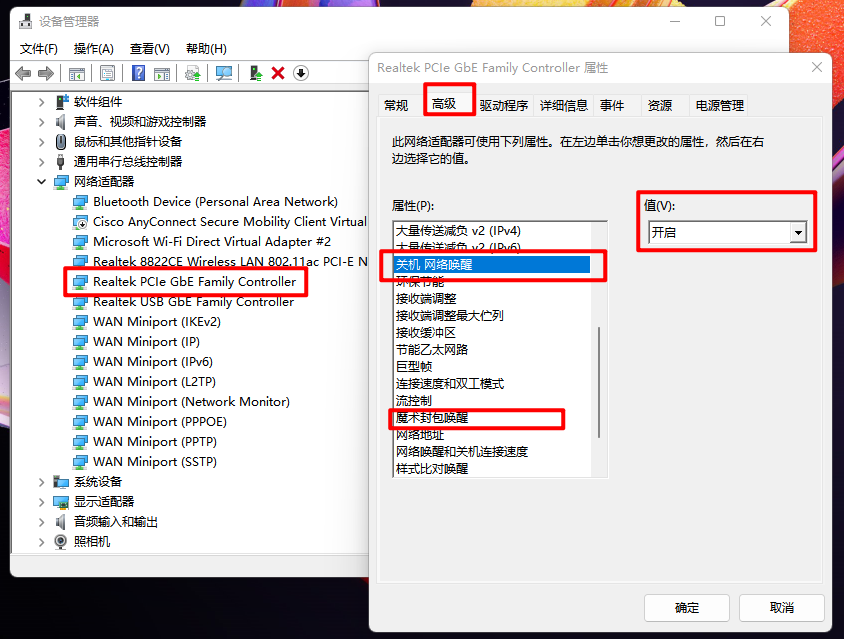 设备管理器
文件(F) 操作(A) 查看(V) 帮助(H)
软件组件
声音、视频和游戏控制器
鼠标和其他指针设备
通用串行总线控制器
网络适配器
Bluetooth Device (Personal Area Network)
Cisco AnyConnect Secure Mobility Client Virtual
Microsoft Wi-Fi Direct Virtual Adapter #2
Realtek 8822CE Wireless LAN 802.11ac PCI-E N
Realtek PCIe GbE Family Controller
Realtek USB GbE Family Controller
WAN Miniport (IKEv2)
WAN Miniport (IP)
WAN Miniport (IPv6)
WAN Miniport (L2TP)
WAN Miniport (Network Monitor)
WAN Miniport (PPPOE)
WAN Miniport (PPTP)
WAN Miniport (SSTP)
系统设备
显示适配器
音频输入和输出
照相机
Realtek PCIe GbE Family Controller 属性
常规 高级 驱动程序 详细信息 事件 资源 电源管理
此网络适配器可使用下列属性。在左边单击你想更改的属性，然后在右
边选择它的值。
属性(P):
大量传送减负 v2 (IPv4)
大量传送减负 v2 (IPv6)
关机 网络唤醒
环保节能
接收端调整
接收端调整最大伫列
接收缓冲区
节能乙太网路
巨型帧
连接速度和双工模式
流控制
魔术封包唤醒
网络地址
网络唤醒和关机连接速度
样式比对唤醒
值(V):
开启
确定 取消